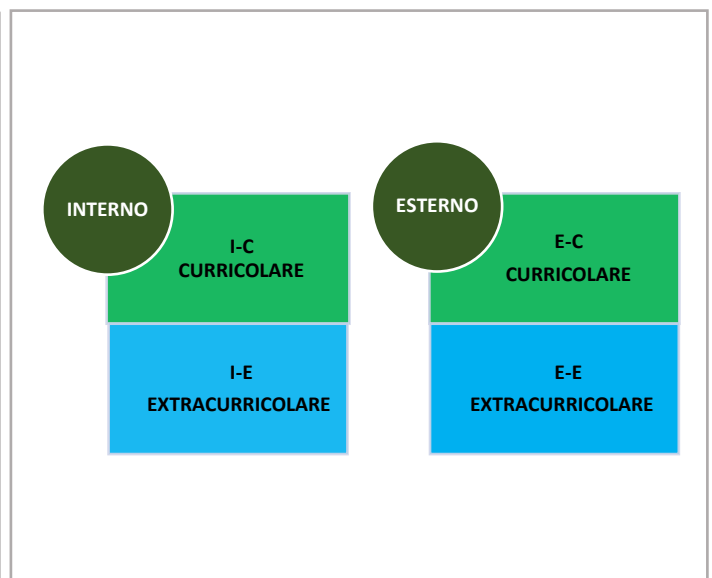 INTERNO
I-C
CURRICOLARE
I-E
EXTRACURRICOLARE
ESTERNO
E-C
CURRICOLARE
E-E
EXTRACURRICOLARE